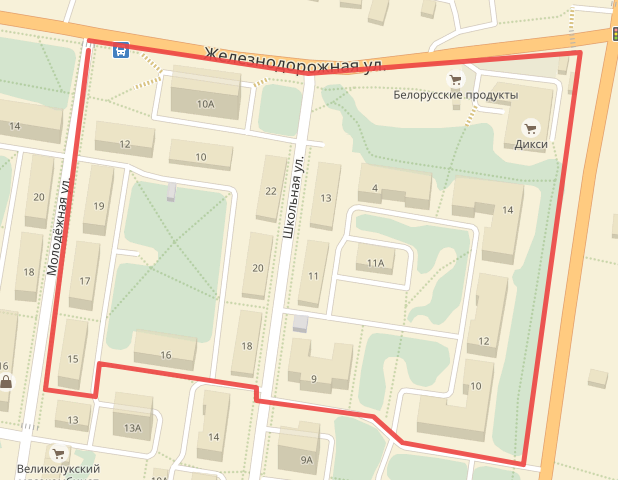 Железнодорожная ул.
10А
Белорусские продукты
14
12
10
Дикси
22
4
13
14
20
19
Школьная ул.
Молодёжная ул.
18
17
20
11
11А
12
15
16
18
16
9
10
13
13А
14
9А
Великолукский